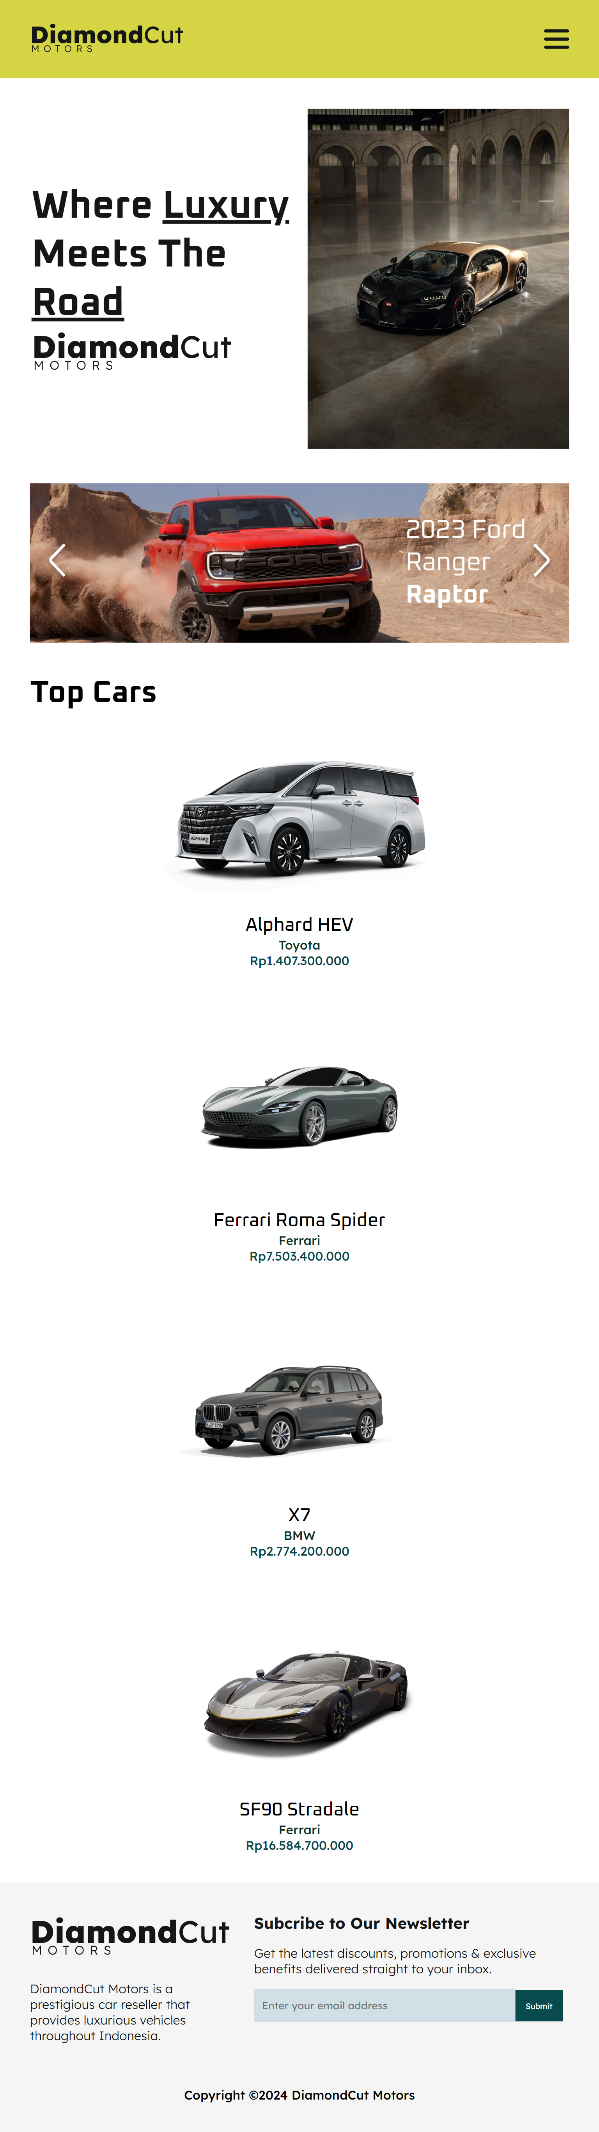 DiamondCut
MOTORS
Where Luxury
Meets The
Road
DiamondCut
MOTORS
2023 Ford
Ranger
Raptor
Top Cars
Alphard HEV
Toyota
Rp1.407.300.000
Ferrari Roma Spider
Ferrari
Rp7.503.400.000
X7
BMW
Rp2.774.200.000
SF90 Stradale
Ferrari
Rp16.584.700.000
DiamondCut
MOTORS
DiamondCut Motors is a
prestigious car reseller that
provides luxurious vehicles
throughout Indonesia.
Subcribe to Our Newsletter
Get the latest discounts, promotions & exclusive
benefits delivered straight to your inbox.
Enter your email address
Submit
Copyright ©2024 DiamondCut Motors